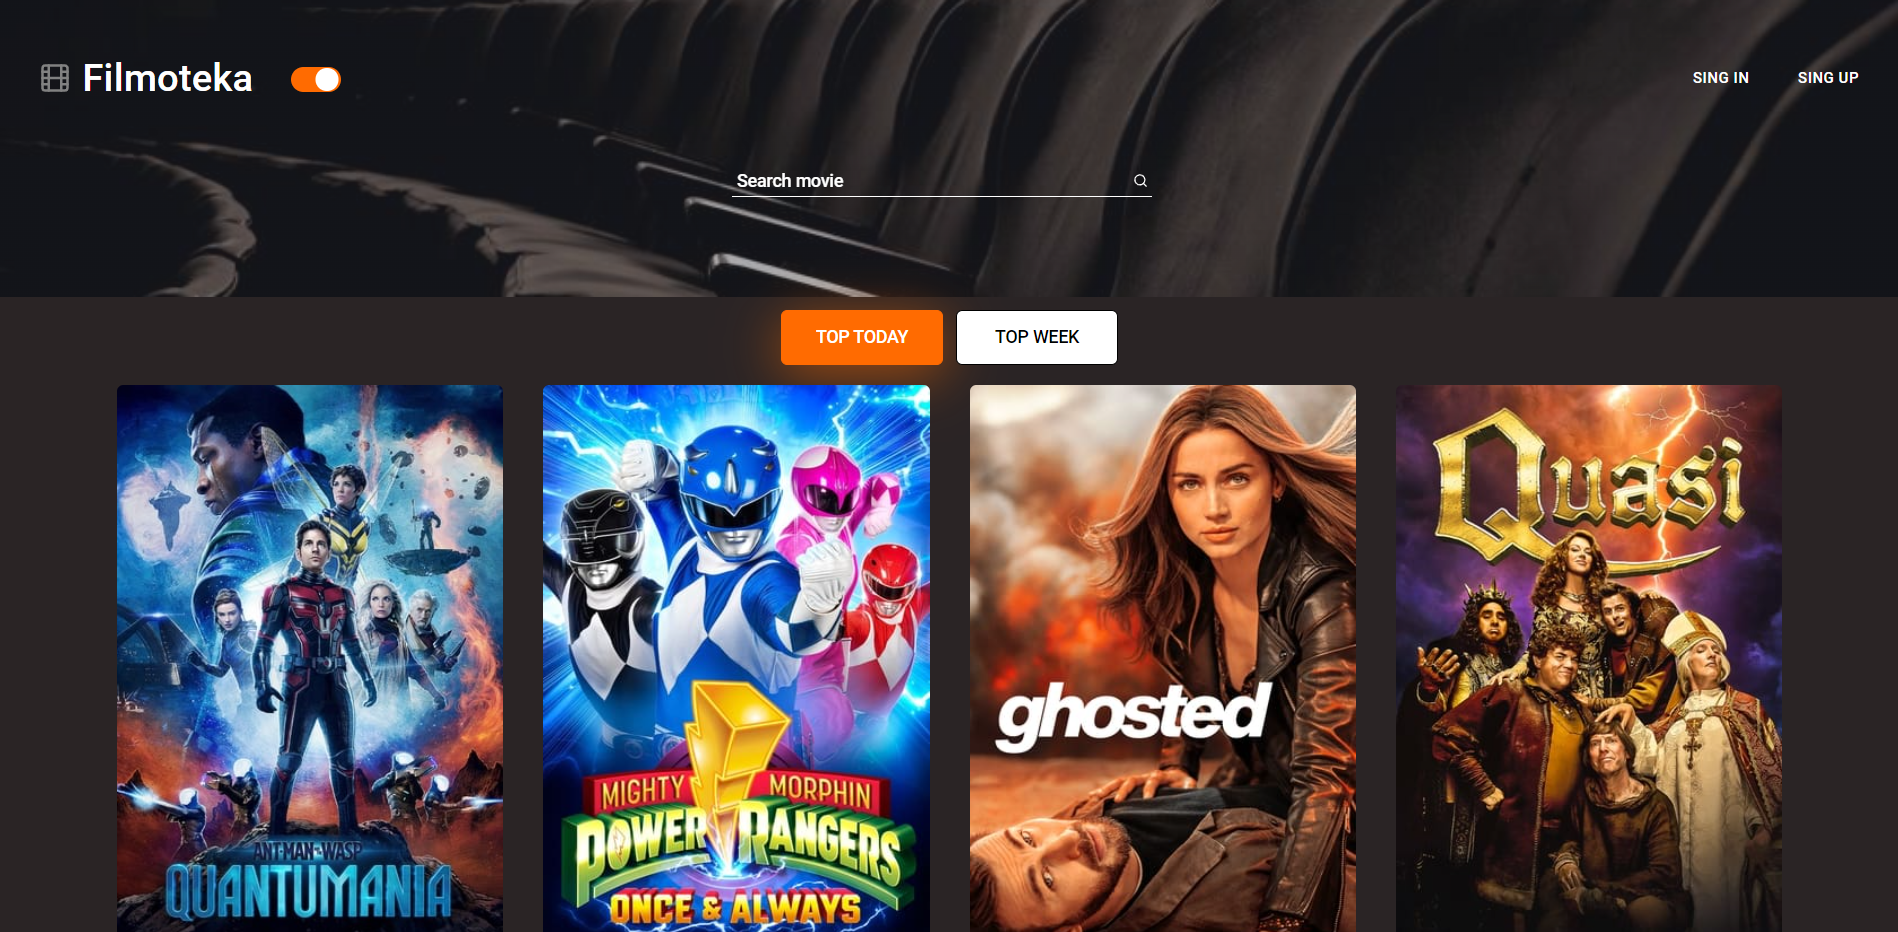 Filmoteka
SING IN
SING UP
Search movie
TOP TODAY
TOP WEEK
ANT-MAN AND THE WASP
QUANTUMANIA
MIGHTY MORPHIN
POWER RANGERS
ONCE & ALWAYS
ghosted
Quasi